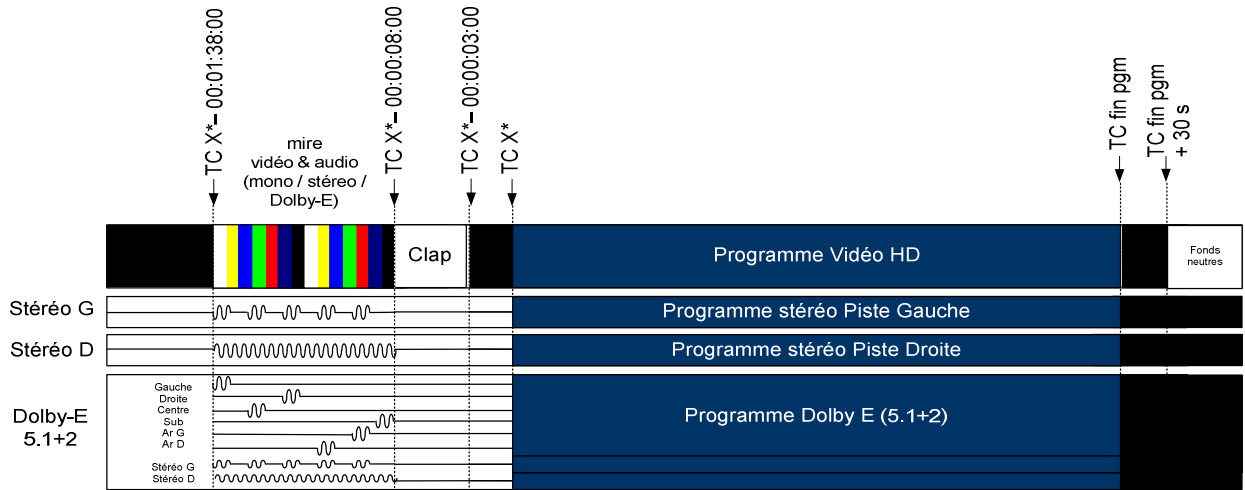 TC X*– 00:01:38:00
mire
vidéo & audio
(mono / stéreo /
Dolby-E)
TC X*– 00:00:08:00
TC X*– 00:00:03:00
TC X*
TC fin pgm
TC fin pgm
+ 30 s
Clap
Programme Vidéo HD
Fonds
neutres
Stéréo G
Programme stéréo Piste Gauche
Stéréo D
Programme stéréo Piste Droite
Dolby-E
5.1+2
Gauche
Droite
Centre
Sub
Ar G
Ar D
Stéréo G
Stéréo D
Programme Dolby E (5.1+2)